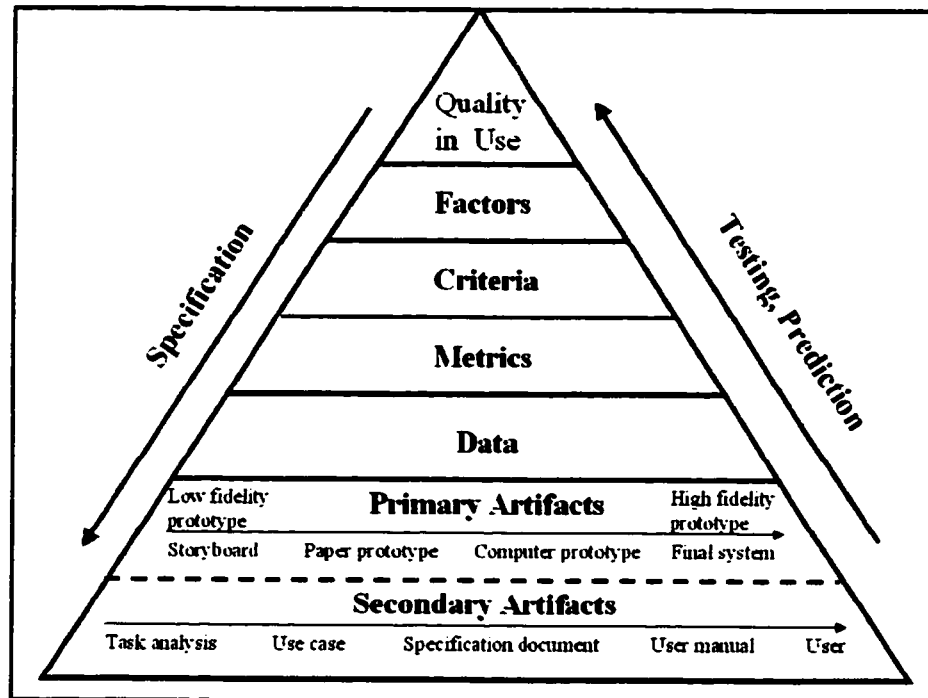 Quality
in Use
Factors
Criteria
Metrics
Data
Specification
Testing, Prediction
Low fidelity
prototype
Primary Artifacts
High fidelity
prototype
Storyboard Paper prototype Computer prototype Final system
Secondary Artifacts
Task analysis Use case Specification document User manual User